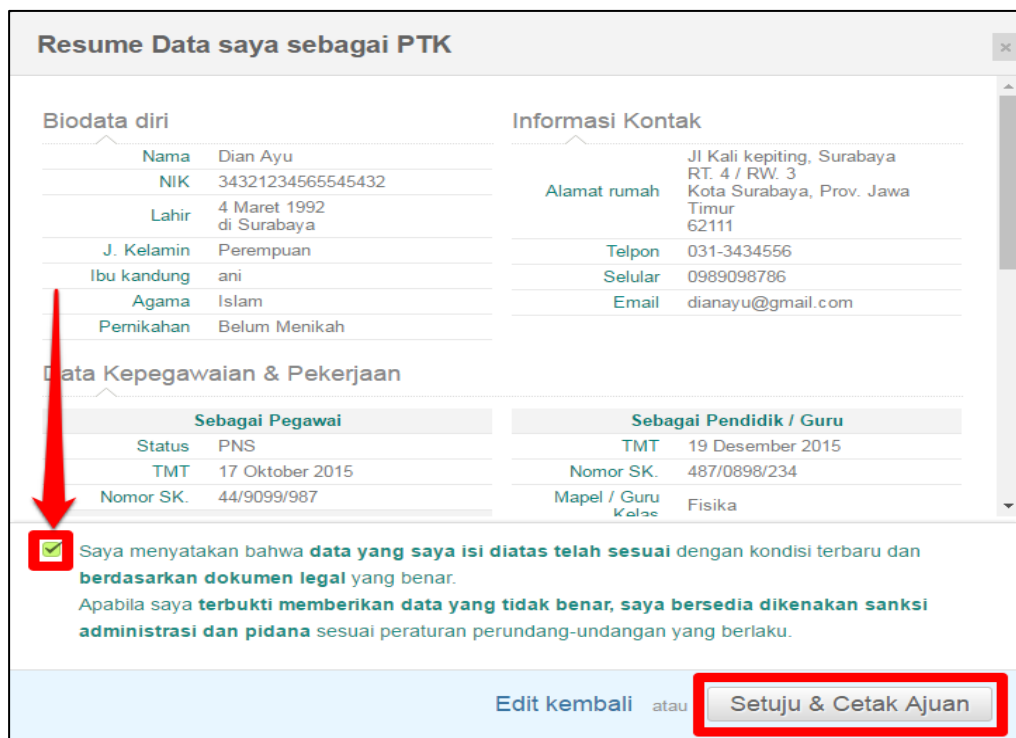 Resume Data saya sebagai PTK
Biodata diri
Nama Dian Ayu
NIK 34321234565545432
Lahir 4 Maret 1992
di Surabaya
J. Kelamin Perempuan
Ibu kandung ani
Agama Islam
Pernikahan Belum Menikah
Informasi Kontak
Alamat rumah Jl Kali kepiting, Surabaya
RT. 4 / RW. 3
Kota Surabaya, Prov. Jawa
Timur
62111
Telpon 031-3434556
Selular 0989098786
Email dianayu@gmail.com
Data Kepegawaian & Pekerjaan
Sebagai Pegawai
Status PNS
TMT 17 Oktober 2015
Nomor SK. 44/9099/987
Sebagai Pendidik / Guru
TMT 19 Desember 2015
Nomor SK. 487/0898/234
Mapel / Guru
Kelas Fisika
Saya menyatakan bahwa data yang saya isi diatas telah sesuai dengan kondisi terbaru dan
berdasarkan dokumen legal yang benar.
Apabila saya terbukti memberikan data yang tidak benar, saya bersedia dikenakan sanksi
administrasi dan pidana sesuai peraturan perundang-undangan yang berlaku.
Edit kembali atau Setuju & Cetak Ajuan